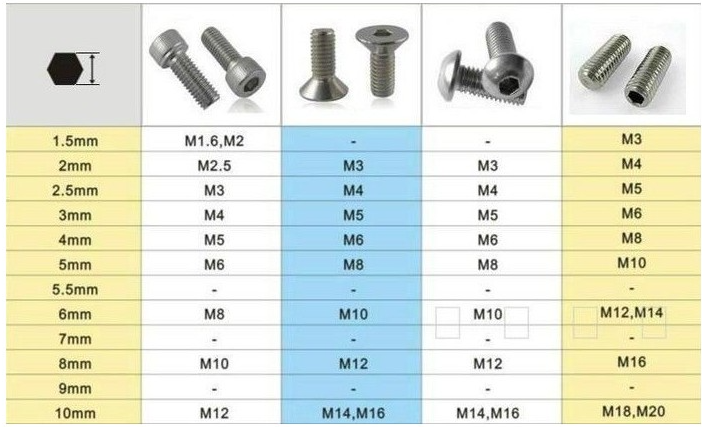 1.5mm M1.6,M2 - - M3
2mm M2.5 M3 M3 M4
2.5mm M3 M4 M4 M5
3mm M4 M5 M5 M6
4mm M5 M6 M6 M8
5mm M6 M8 M8 M10
5.5mm - - - -
6mm M8 M10 M10 M12,M14
7mm - - - -
8mm M10 M12 M12 M16
9mm - - - -
10mm M12 M14,M16 M14,M16 M18,M20